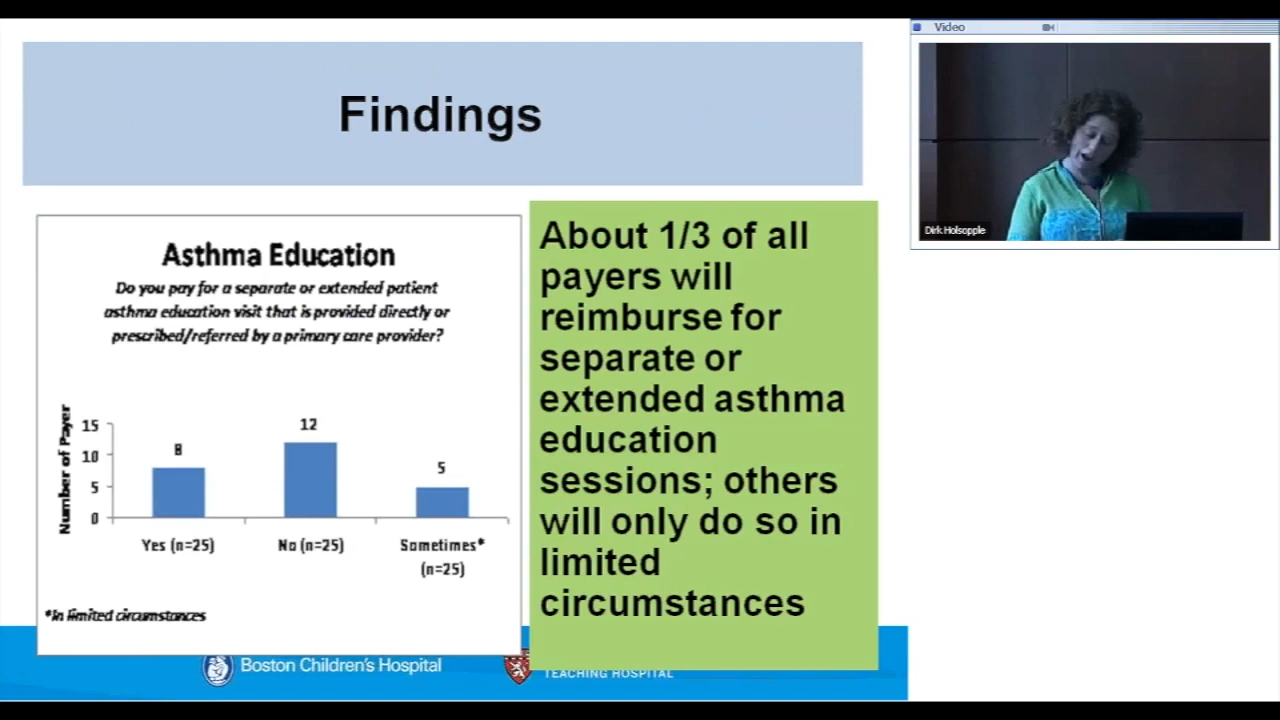 Findings
Asthma Education
Do you pay for a separate or extended patient
asthma education visit that is provided directly or
prescribed/referred by a primary care provider?
Number of Payer
15
10
5
0
8
12
5
Yes (n=25)
No (n=25)
Sometimes*
(n=25)
*In limited circumstances
About 1/3 of all
payers will
reimburse for
separate or
extended asthma
education
sessions; others
will only do so in
limited
circumstances
Boston Children's Hospital
TEACHING HOSPITAL
Video
Dirk Holsopple